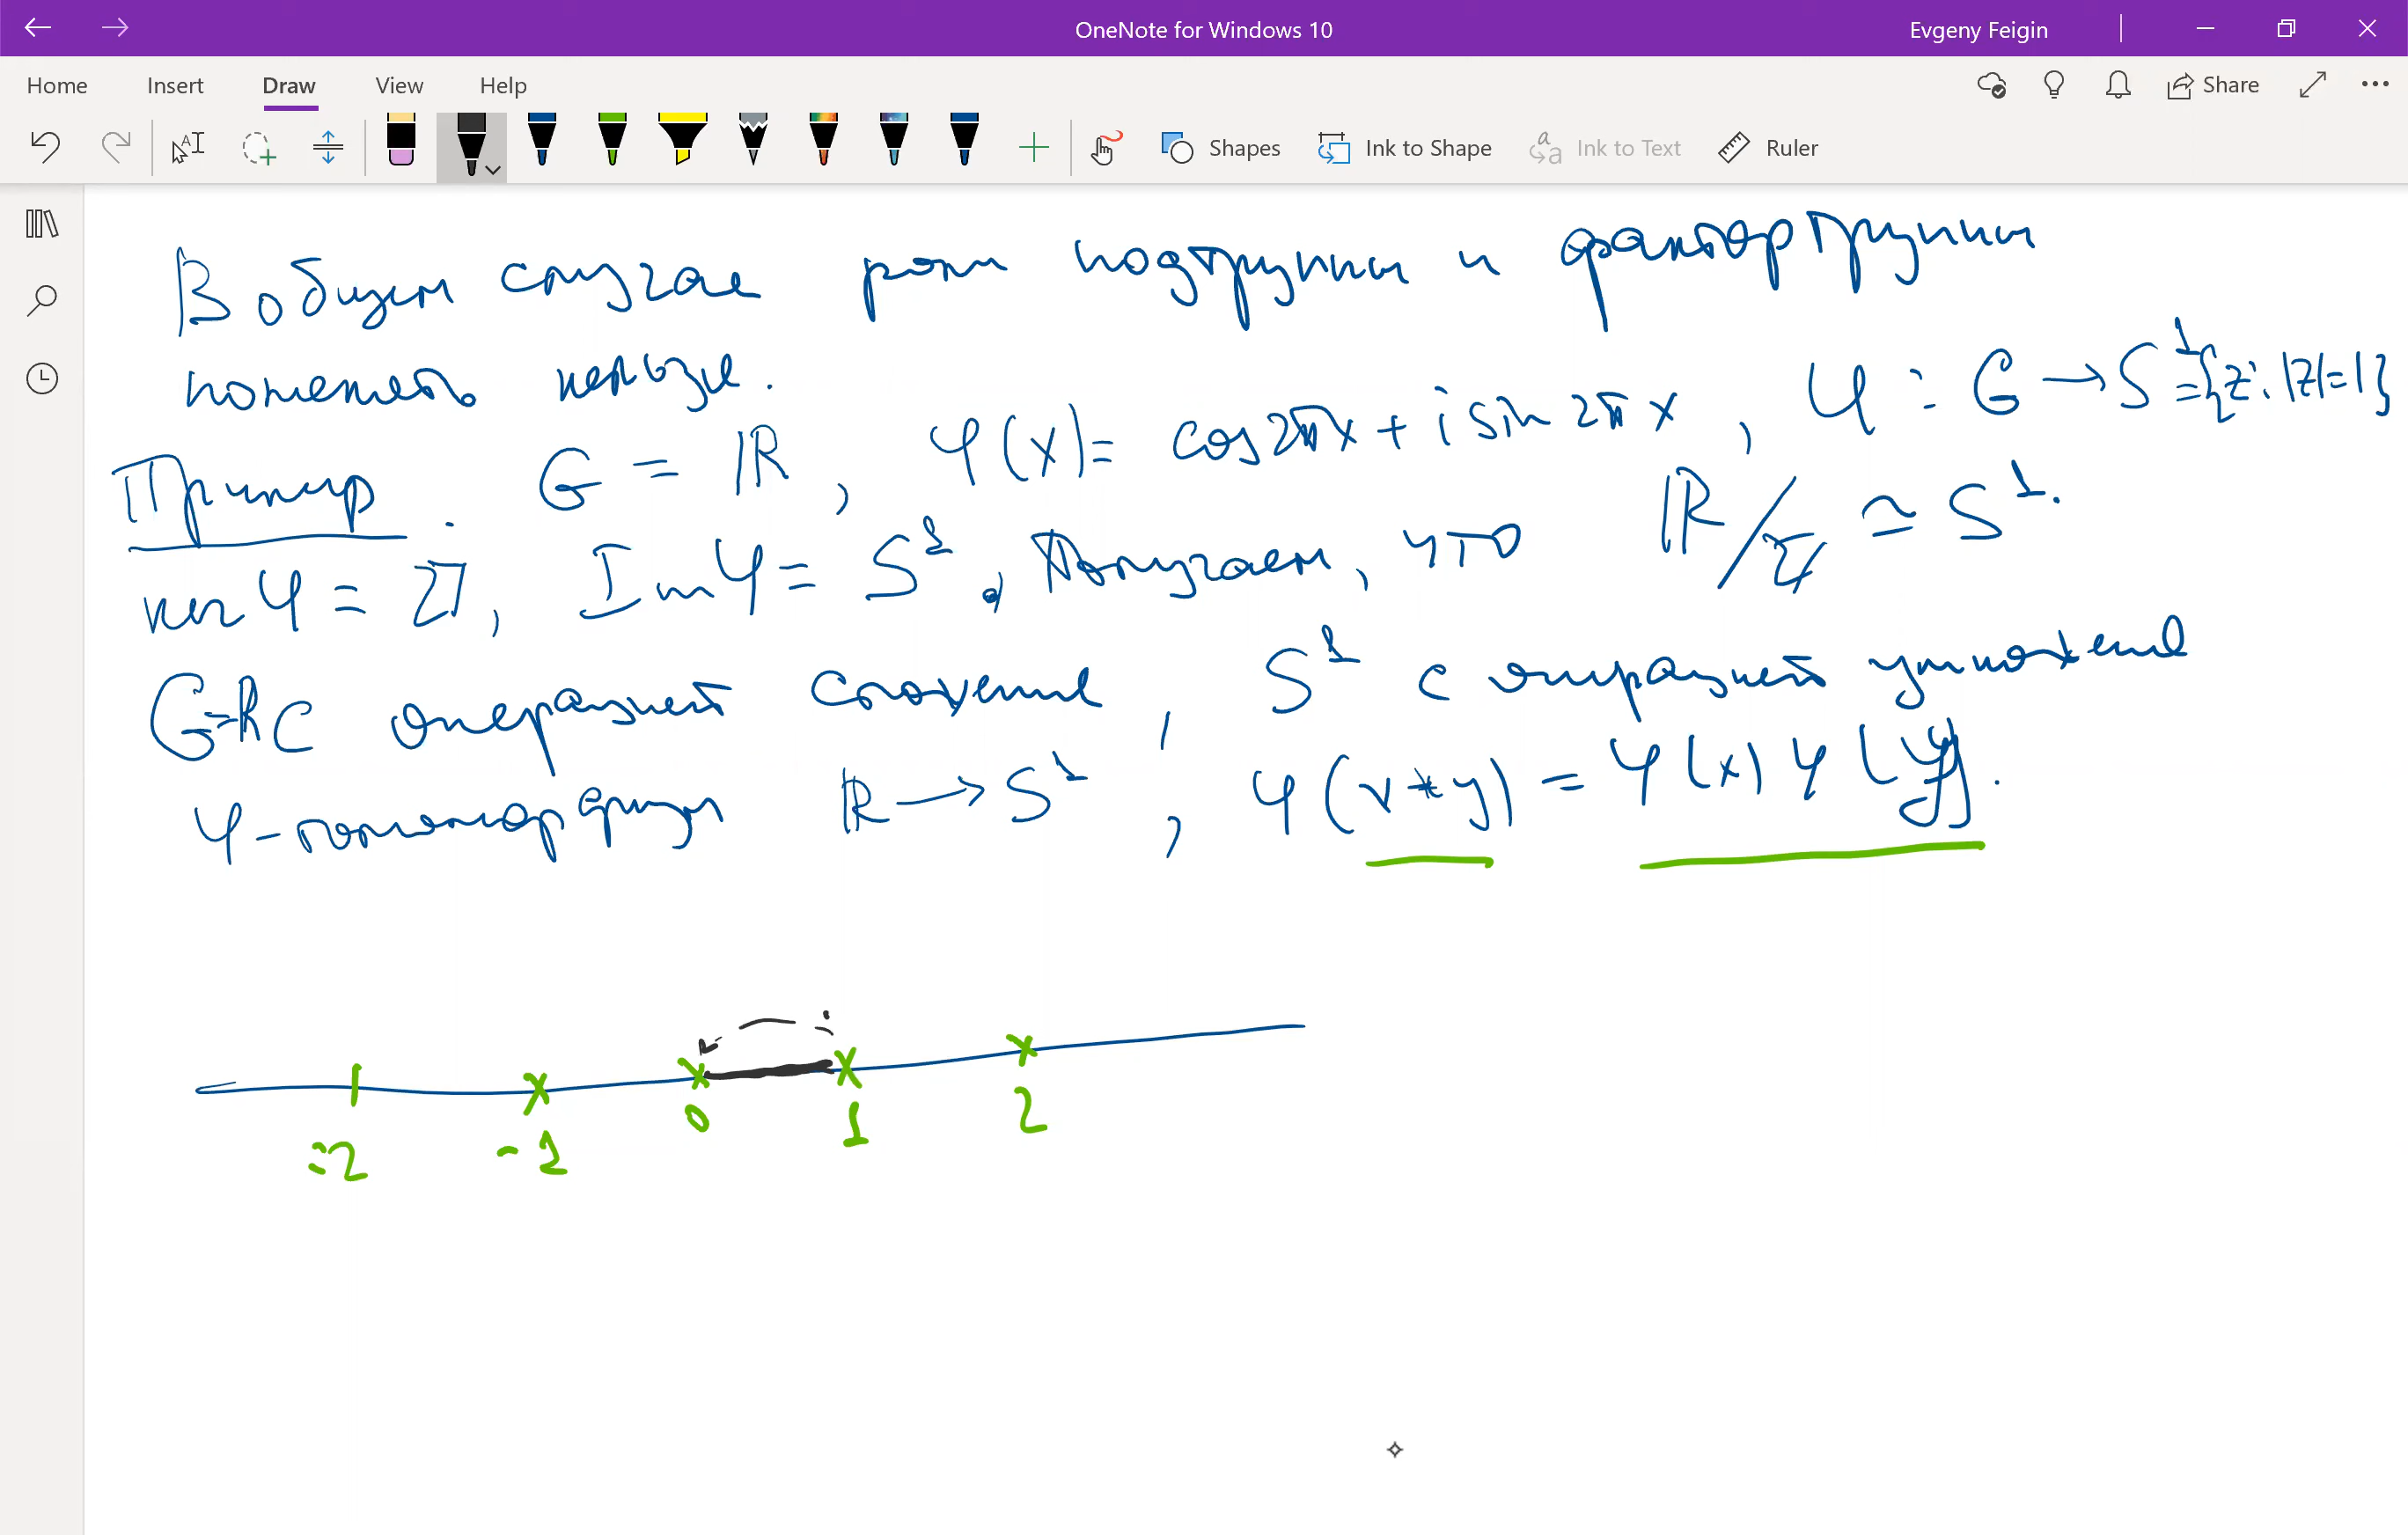 OneNote for Windows 10
Evgeny Feigin
Home Insert Draw View Help
Share
Shapes Ink to Shape Ink to Text Ruler
В общем случае роли подгруппы и факторгруппы
поменять нельзя.
Пример. G = ℝ, φ(x) = cos 2πx + i sin 2πx, φ: G → S¹ = {z: |z|=1}
ker φ = ℤ, Im φ = S¹. Получаем, что ℝ/ℤ ≃ S¹.
G=ℝ с операцией сложения, S¹ с операцией умножения
φ-гомоморфизм ℝ → S¹, φ(x+y) = φ(x) φ(y).
-2 -1 0 1 2